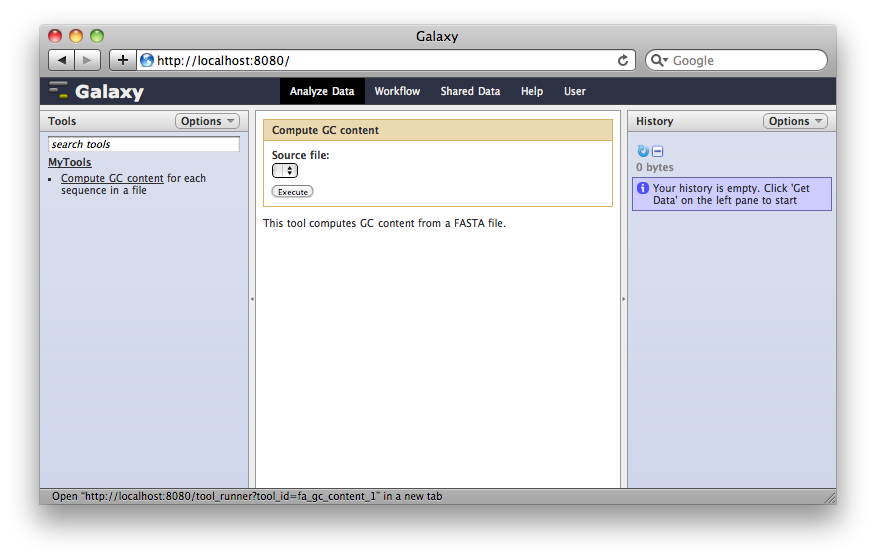 Galaxy
http://localhost:8080/
Google
Galaxy
Analyze Data
Workflow
Shared Data
Help
User
Tools
Options
search tools
MyTools
Compute GC content for each
sequence in a file
Compute GC content
Source file:
Execute
This tool computes GC content from a FASTA file.
History
Options
0 bytes
Your history is empty. Click 'Get
Data' on the left pane to start
Open "http://localhost:8080/tool_runner?tool_id=fa_gc_content_1" in a new tab